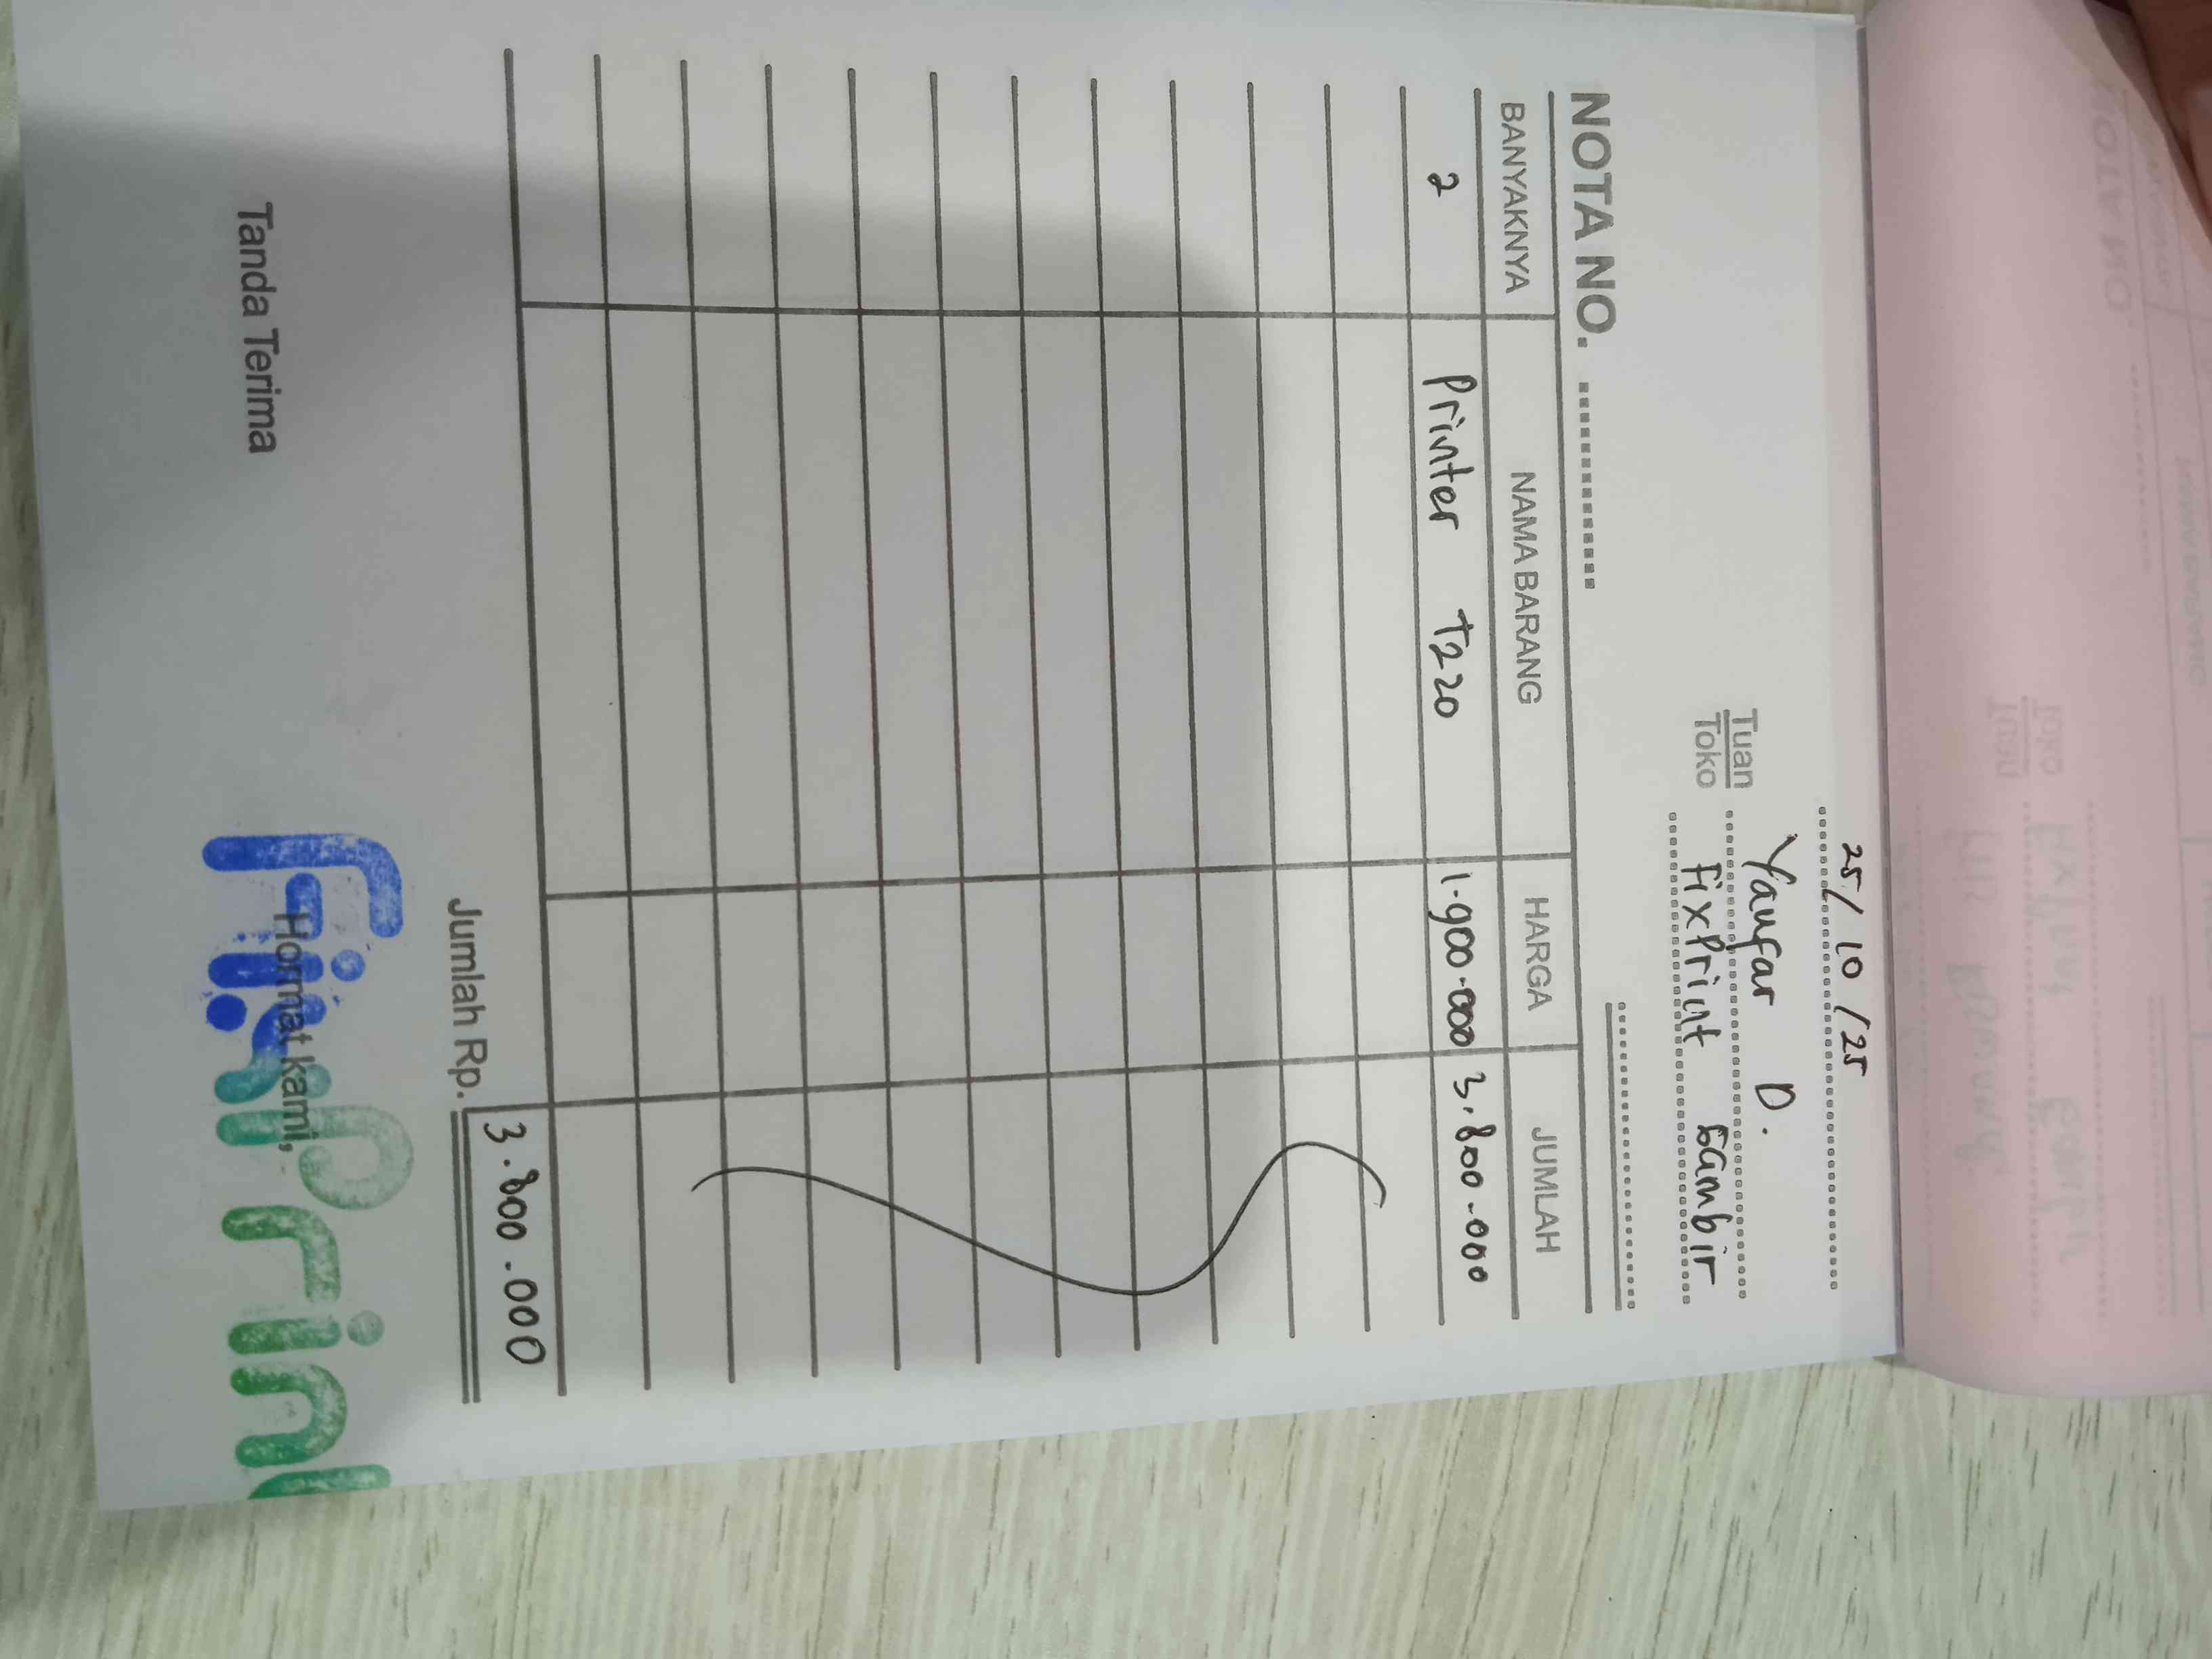 25/10/25
Tuan Yaufar D.
Toko FixPrint Gambir
NOTA NO.
BANYAKNYA NAMA BARANG HARGA JUMLAH
2 Printer T220 1.900.000 3.800.000
Jumlah Rp. 3.800.000
Tanda Terima Hormat kami,
FixPrint